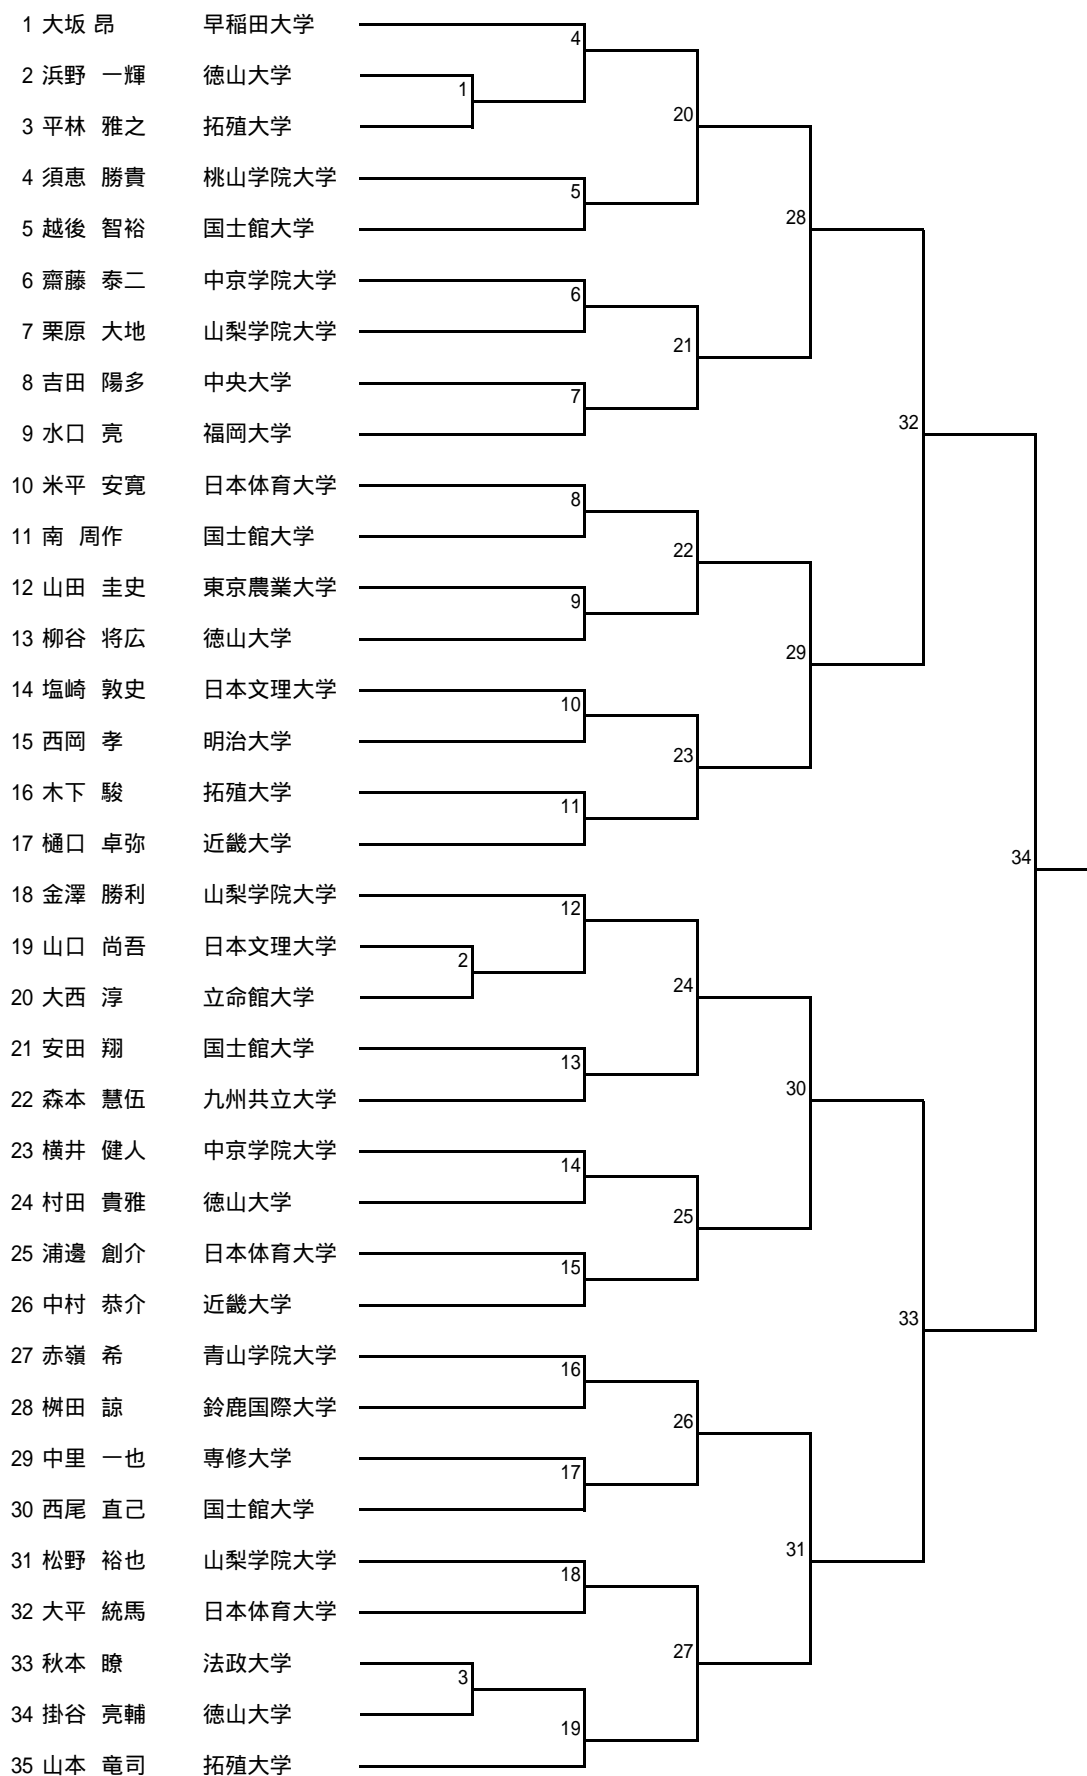 1 大坂 昂 早稲田大学
4
2 浜野 一輝 徳山大学
1
20
3 平林 雅之 拓殖大学
4 須恵 勝貴 桃山学院大学
5
28
5 越後 智裕 国士館大学
6 齋藤 泰二 中京学院大学
6
7 栗原 大地 山梨学院大学
21
8 吉田 陽多 中央大学
7
32
9 水口 亮 福岡大学
10 米平 安寛 日本体育大学
8
11 南 周作 国士館大学
22
12 山田 圭史 東京農業大学
9
13 柳谷 将広 徳山大学
29
14 塩崎 敦史 日本文理大学
10
15 西岡 孝 明治大学
23
16 木下 駿 拓殖大学
11
17 樋口 卓弥 近畿大学
34
18 金澤 勝利 山梨学院大学
12
19 山口 尚吾 日本文理大学
2
24
20 大西 淳 立命館大学
21 安田 翔 国士館大学
13
30
22 森本 慧伍 九州共立大学
23 横井 健人 中京学院大学
14
24 村田 貴雅 徳山大学
25
25 浦邊 創介 日本体育大学
15
26 中村 恭介 近畿大学
33
27 赤嶺 希 青山学院大学
16
28 桝田 諒 鈴鹿国際大学
26
29 中里 一也 専修大学
17
30 西尾 直己 国士館大学
31
31 松野 裕也 山梨学院大学
18
32 大平 統馬 日本体育大学
27
33 秋本 瞭 法政大学
3
34 掛谷 亮輔 徳山大学
19
35 山本 竜司 拓殖大学